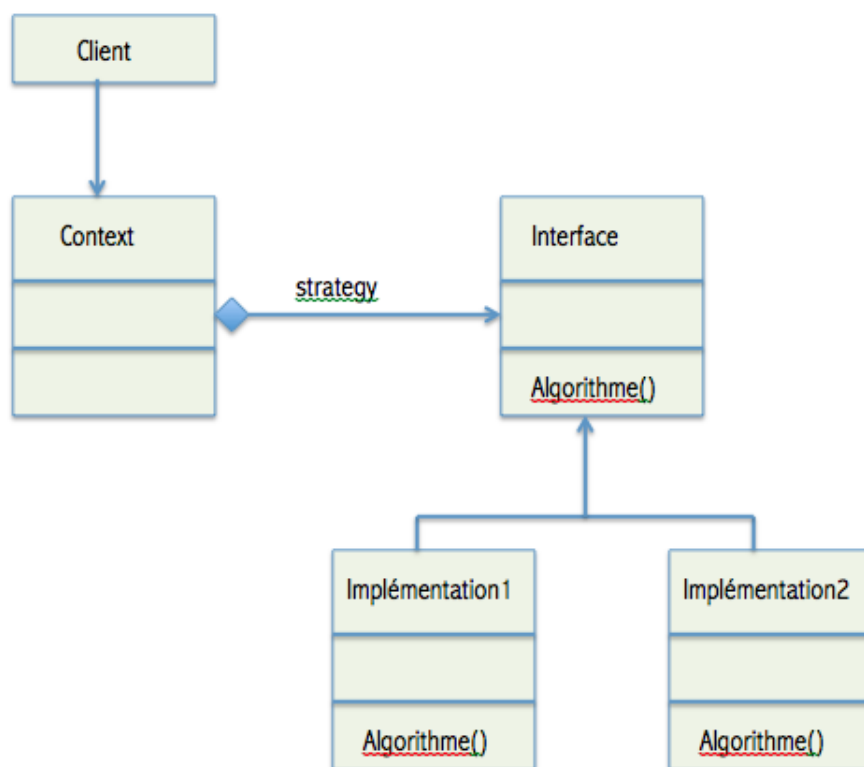 Client
Context
Interface
strategy
Algorithme()
Implémentation1
Implémentation2
Algorithme()
Algorithme()